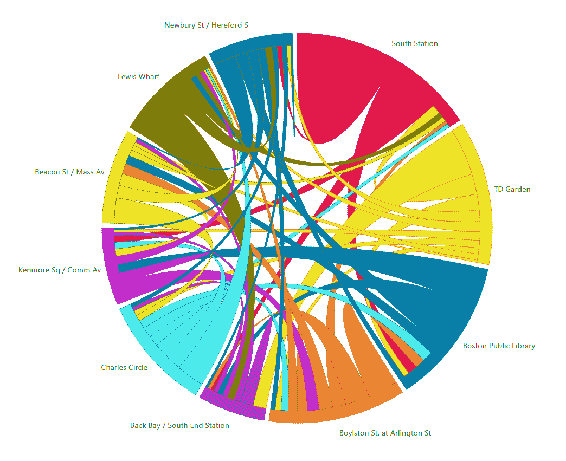 Newbury St / Hereford S
South Station
Lewis Wharf
TD Garden
Beacon St / Mass Av
Kenmore Sq / Comm Av
Boston Public Library
Charles Circle
Back Bay / South End Station
Boylston St. at Arlington St